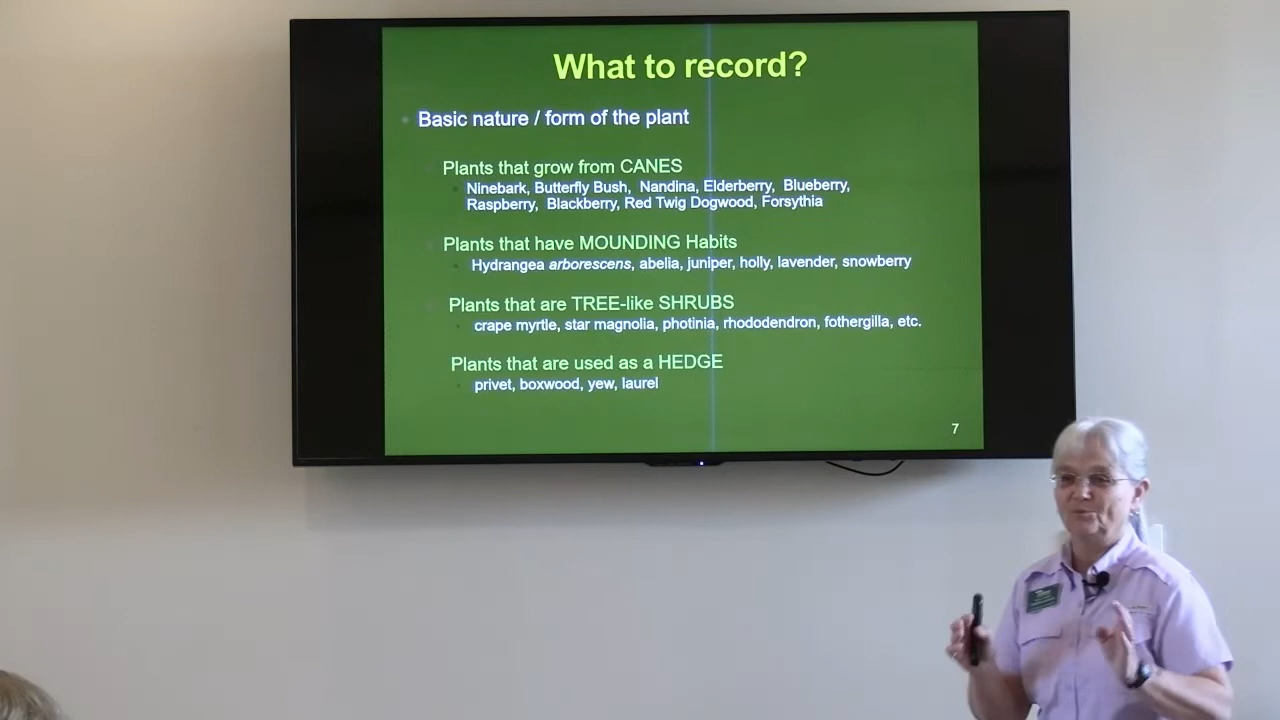 What to record?
Basic nature / form of the plant
Plants that grow from CANES
Ninebark, Butterfly Bush, Nandina, Elderberry, Blueberry,
Raspberry, Blackberry, Red Twig Dogwood, Forsythia
Plants that have MOUNDING Habits
Hydrangea arborescens, abelia, juniper, holly, lavender, snowberry
Plants that are TREE-like SHRUBS
crape myrtle, star magnolia, photinia, rhododendron, fothergilla, etc.
Plants that are used as a HEDGE
privet, boxwood, yew, laurel
7